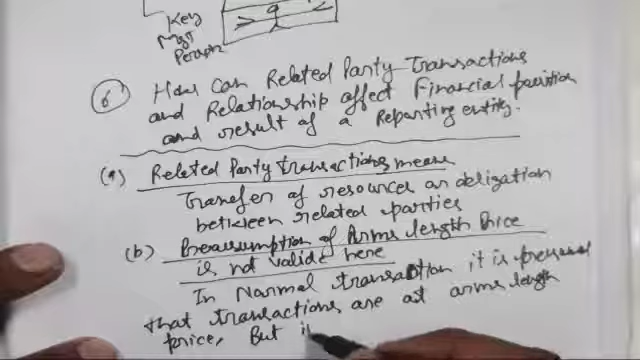 Key
Mgt
Person
(6) How can Related Party Transactions
and Relationship affect Financial position
and result of a Reporting entity.
(a) Related Party transactions means
Transfer of resources or obligation
between related parties
(b) Presumption of Arms length Price
is not valid here
In Normal transaction it is presumed
that transactions are at arms length
price, But i